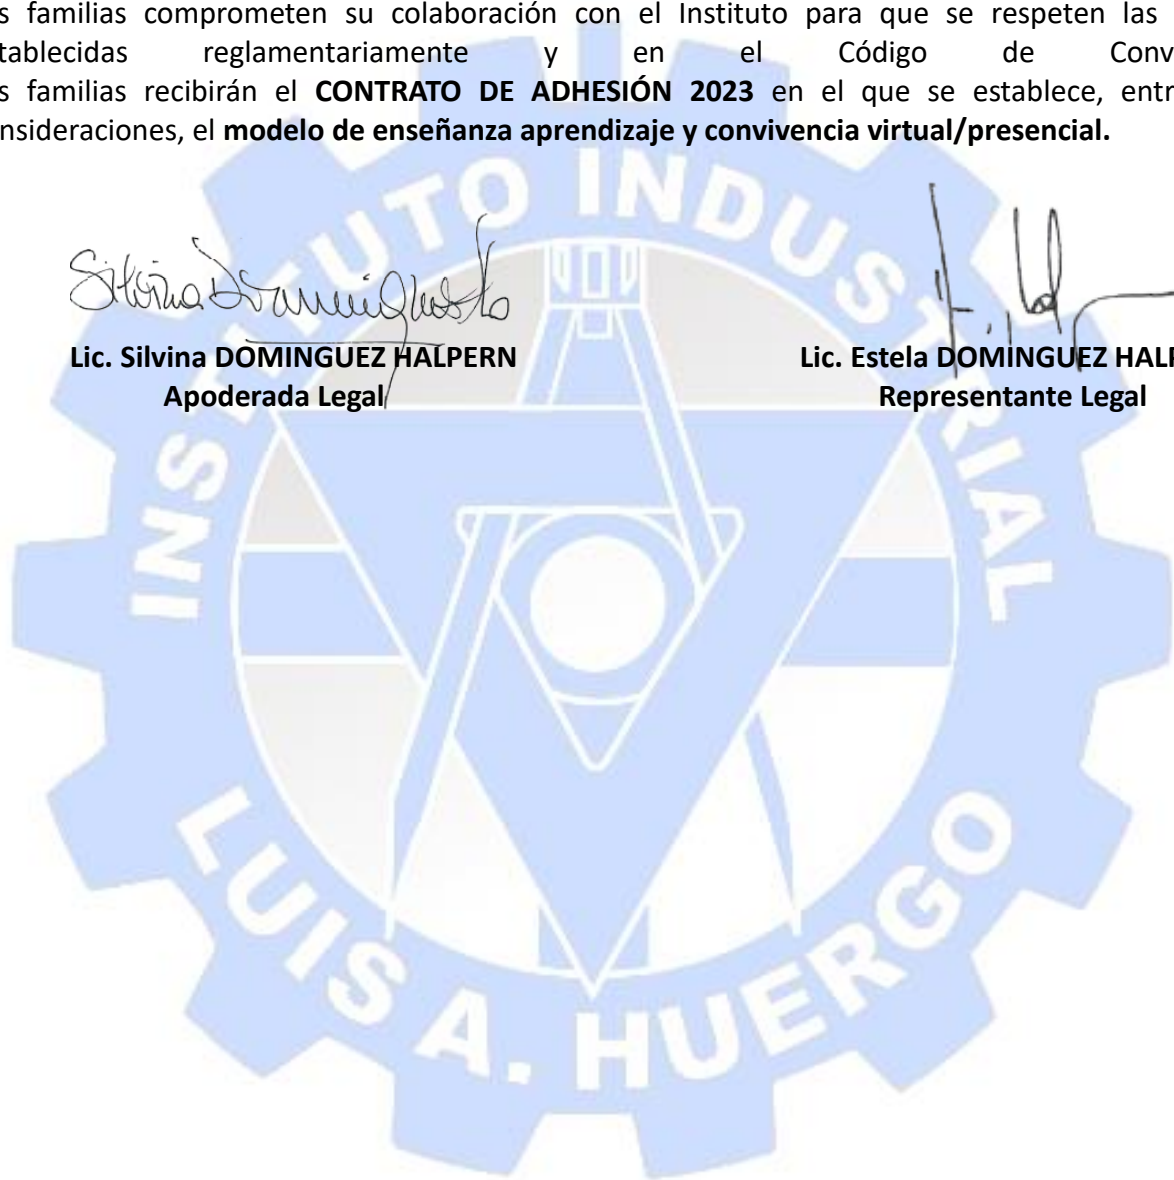 s familias comprometen su colaboración con el Instituto para que se respeten las
tablecidas reglamentariamente y en el Código de Conv
s familias recibirán el CONTRATO DE ADHESIÓN 2023 en el que se establece, entr
nsideraciones, el modelo de enseñanza aprendizaje y convivencia virtual/presencial.
INSTITUTO INDUSTRIAL
Lic. Silvina DOMINGUEZ HALPERN
Lic. Estela DOMINGUEZ HALP
Apoderada Legal
Representante Legal
LUIS A. HUERGO